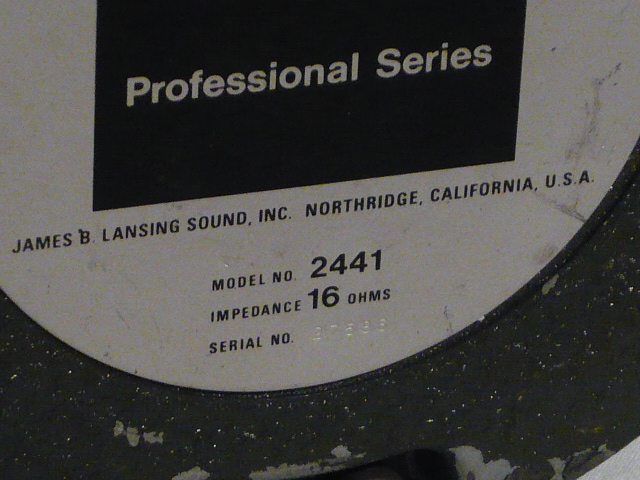 Professional Series
JAMES B. LANSING SOUND, INC. NORTHRIDGE, CALIFORNIA, U.S.A.
MODEL NO. 2441
IMPEDANCE 16 OHMS
SERIAL NO.